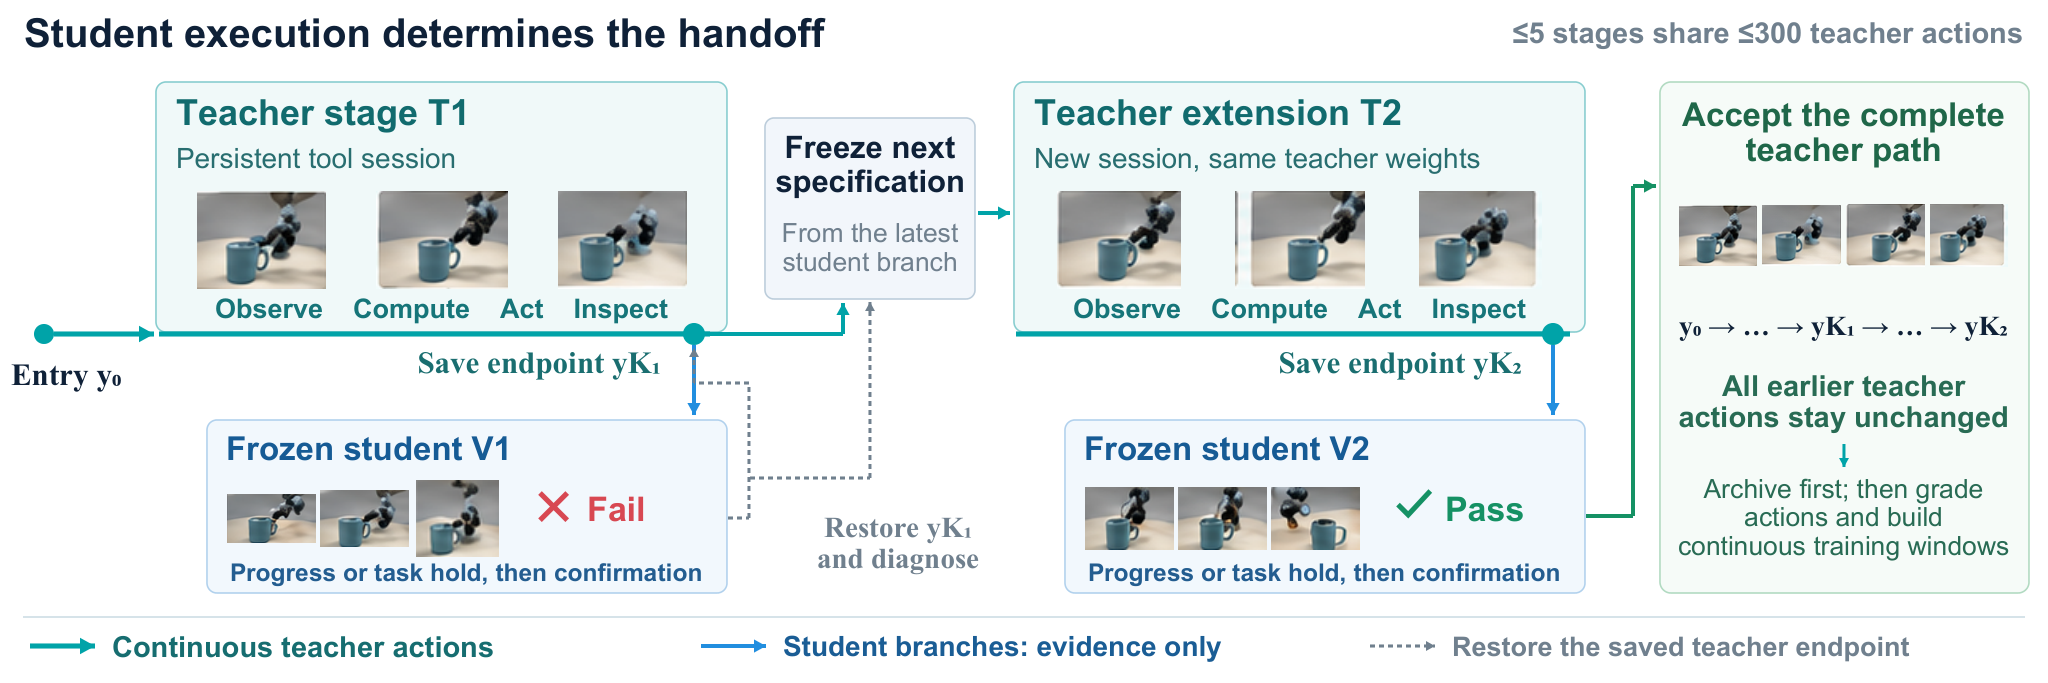 Student execution determines the handoff
≤5 stages share ≤300 teacher actions
Teacher stage T1
Persistent tool session
Observe Compute Act Inspect
Entry y₀
Save endpoint yK₁
Frozen student V1
Fail
Progress or task hold, then confirmation
Freeze next
specification
From the latest
student branch
Restore yK₁
and diagnose
Teacher extension T2
New session, same teacher weights
Observe Compute Act Inspect
Save endpoint yK₂
Frozen student V2
Pass
Progress or task hold, then confirmation
Accept the complete
teacher path
y₀ → … → yK₁ → … → yK₂
All earlier teacher
actions stay unchanged
Archive first; then grade
actions and build
continuous training windows
Continuous teacher actions
Student branches: evidence only
Restore the saved teacher endpoint